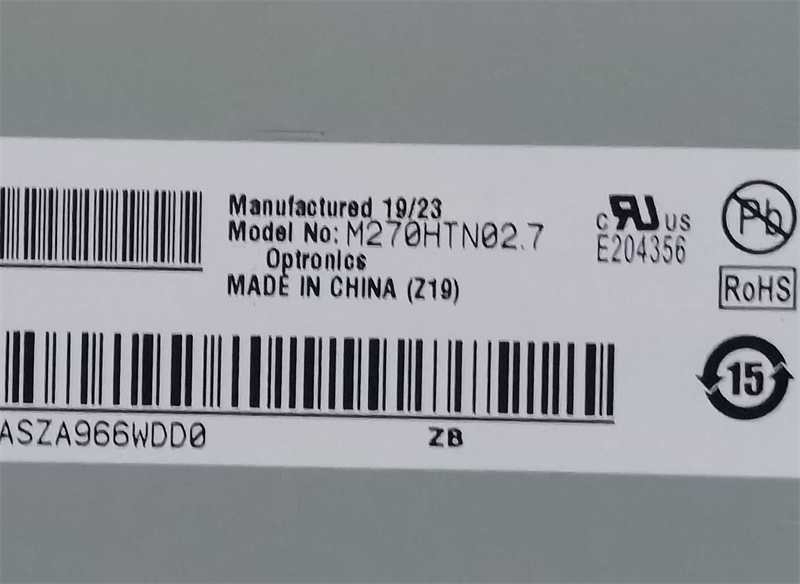 Manufactured 19/23
Model No: M270HTN02.7
Optronics
MADE IN CHINA (Z19)
c RU US
E204356
Pb
RoHS
15
ASZA966WDD0
ZB